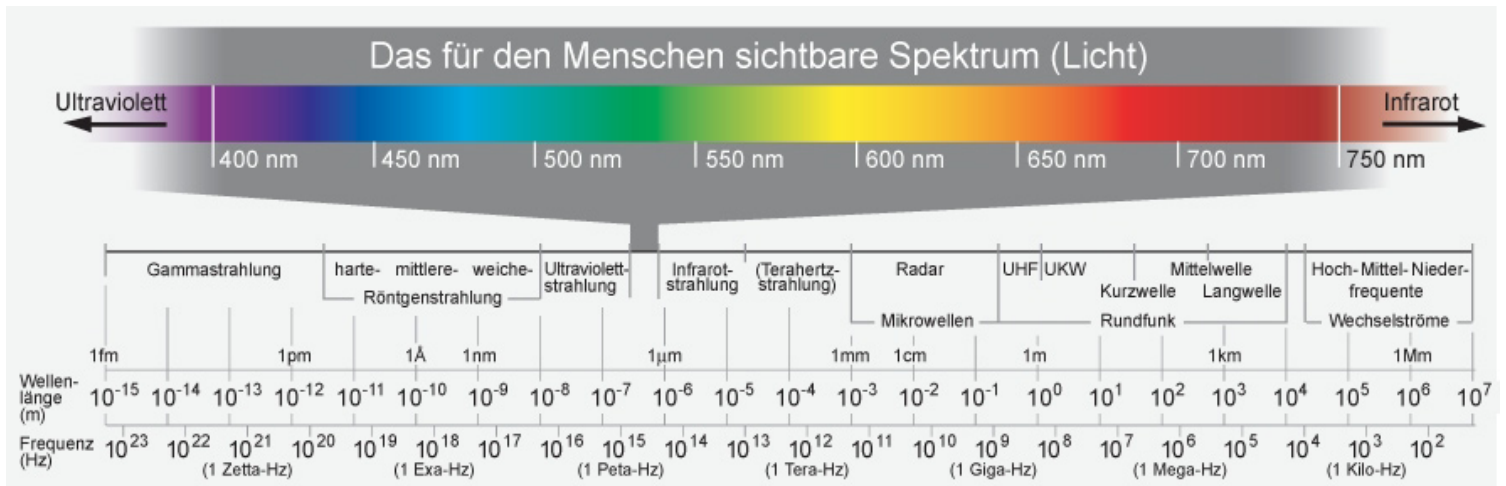 Das für den Menschen sichtbare Spektrum (Licht)
Ultraviolett
Infrarot
400 nm 450 nm 500 nm 550 nm 600 nm 650 nm 700 nm 750 nm
Gammastrahlung harte- mittlere- weiche- Ultraviolett- Infrarot- (Terahertz- Radar UHF UKW Mittelwelle Hoch- Mittel- Nieder-
Röntgenstrahlung strahlung strahlung strahlung) Kurzwelle Langwelle frequente
Mikrowellen Rundfunk Wechselströme
1fm 1pm 1Å 1nm 1µm 1mm 1cm 1m 1km 1Mm
Wellen-
länge
(m)
10⁻¹⁵ 10⁻¹⁴ 10⁻¹³ 10⁻¹² 10⁻¹¹ 10⁻¹⁰ 10⁻⁹ 10⁻⁸ 10⁻⁷ 10⁻⁶ 10⁻⁵ 10⁻⁴ 10⁻³ 10⁻² 10⁻¹ 10⁰ 10¹ 10² 10³ 10⁴ 10⁵ 10⁶ 10⁷
Frequenz
(Hz)
10²³ 10²² 10²¹ 10²⁰ 10¹⁹ 10¹⁸ 10¹⁷ 10¹⁶ 10¹⁵ 10¹⁴ 10¹³ 10¹² 10¹¹ 10¹⁰ 10⁹ 10⁸ 10⁷ 10⁶ 10⁵ 10⁴ 10³ 10²
(1 Zetta-Hz) (1 Exa-Hz) (1 Peta-Hz) (1 Tera-Hz) (1 Giga-Hz) (1 Mega-Hz) (1 Kilo-Hz)